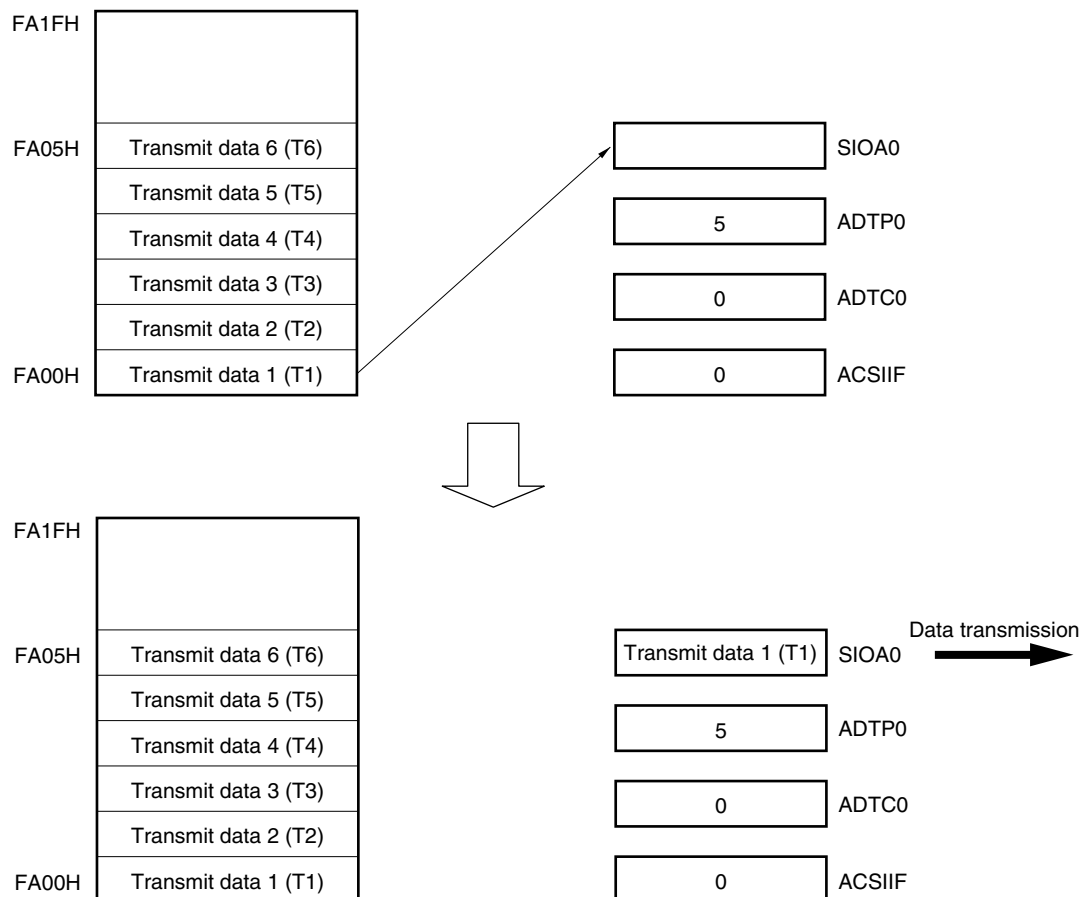 FA1FH
FA05H Transmit data 6 (T6) SIOA0
Transmit data 5 (T5)
5 ADTP0
Transmit data 4 (T4)
Transmit data 3 (T3)
0 ADTC0
Transmit data 2 (T2)
FA00H Transmit data 1 (T1) 0 ACSIIF
FA1FH
Data transmission
FA05H Transmit data 6 (T6) Transmit data 1 (T1) SIOA0
Transmit data 5 (T5)
5 ADTP0
Transmit data 4 (T4)
Transmit data 3 (T3)
0 ADTC0
Transmit data 2 (T2)
FA00H Transmit data 1 (T1) 0 ACSIIF